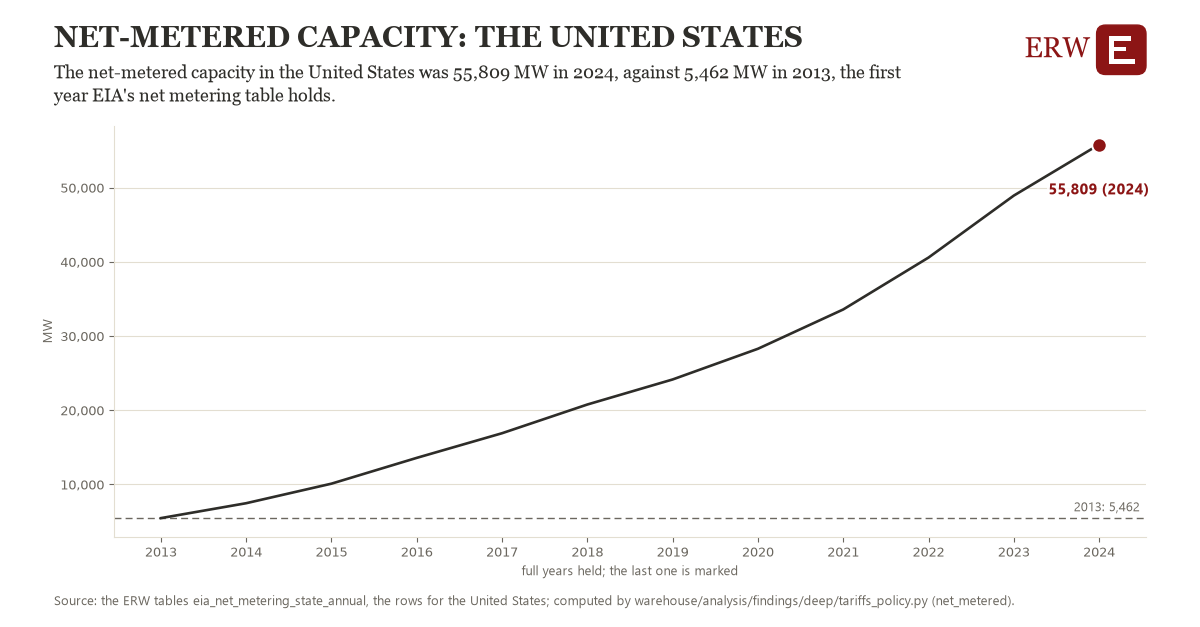 NET-METERED CAPACITY: THE UNITED STATES
ERW E
The net-metered capacity in the United States was 55,809 MW in 2024, against 5,462 MW in 2013, the first
year EIA's net metering table holds.
55,809 (2024)
50,000
40,000
30,000
20,000
10,000
MW
2013: 5,462
2013 2014 2015 2016 2017 2018 2019 2020 2021 2022 2023 2024
full years held; the last one is marked
Source: the ERW tables eia_net_metering_state_annual, the rows for the United States; computed by warehouse/analysis/findings/deep/tariffs_policy.py (net_metered).